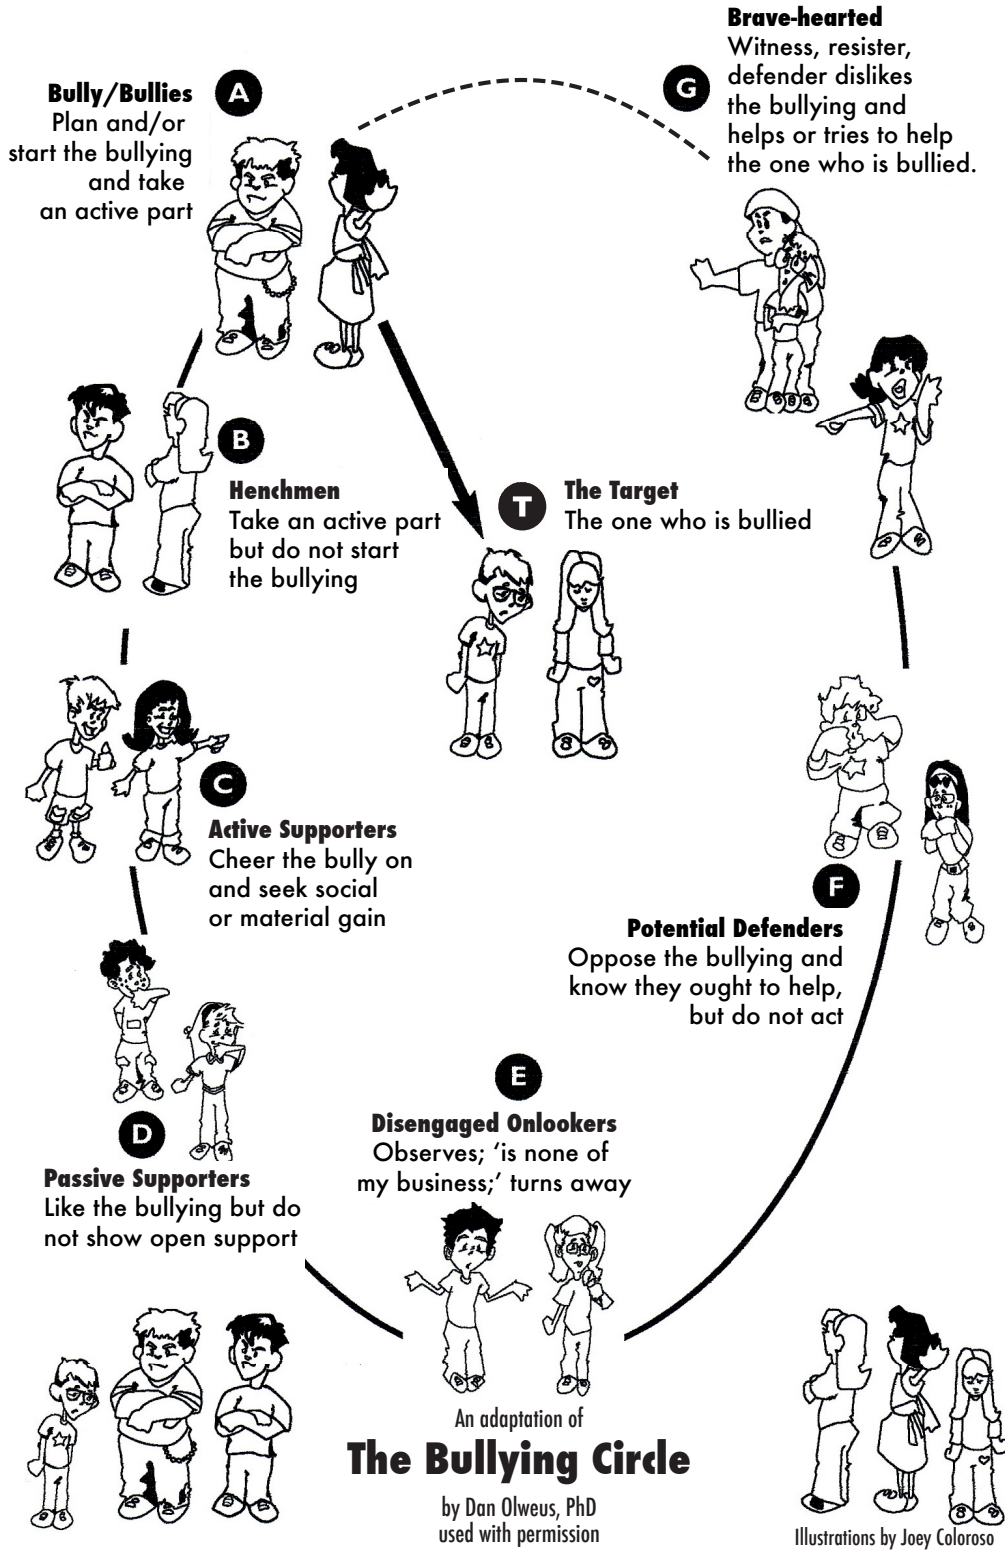 Bully/Bullies
Plan and/or
start the bullying
and take
an active part
A
G
Brave-hearted
Witness, resister,
defender dislikes
the bullying and
helps or tries to help
the one who is bullied.
B
Henchmen
Take an active part
but do not start
the bullying
T
The Target
The one who is bullied
C
Active Supporters
Cheer the bully on
and seek social
or material gain
F
Potential Defenders
Oppose the bullying and
know they ought to help,
but do not act
D
Passive Supporters
Like the bullying but do
not show open support
E
Disengaged Onlookers
Observes; ‘is none of
my business;’ turns away
An adaptation of
The Bullying Circle
by Dan Olweus, PhD
used with permission
Illustrations by Joey Coloroso